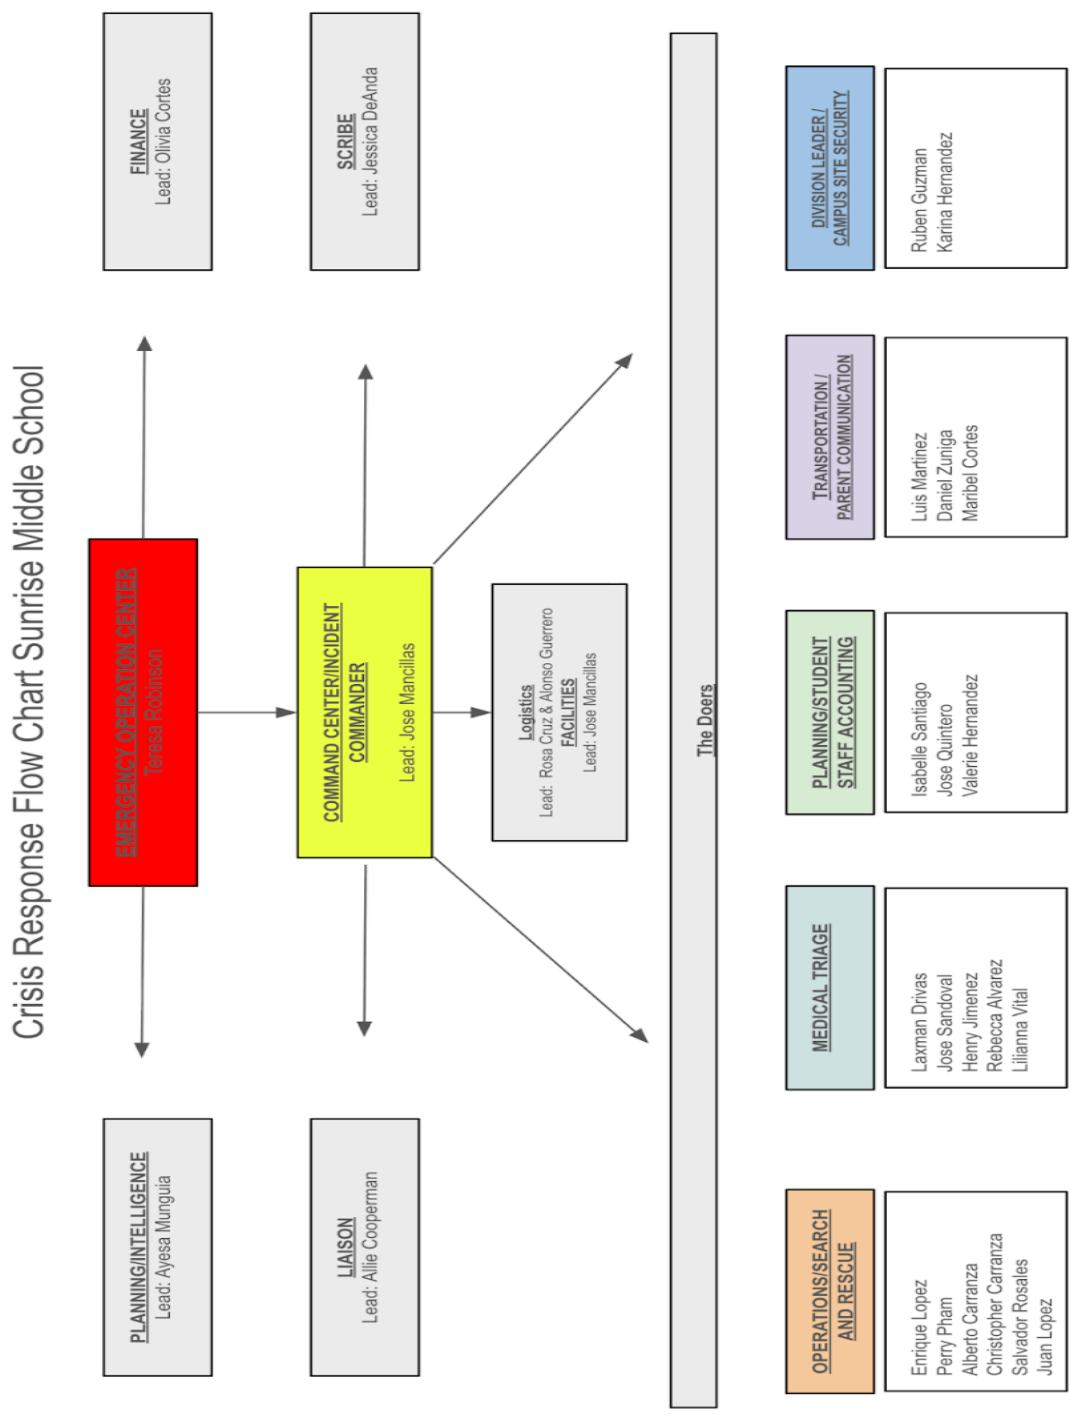 Crisis Response Flow Chart Sunrise Middle School
PLANNING/INTELLIGENCE
Lead: Ayesa Munguia
EMERGENCY OPERATION CENTER
Teresa Robinson
FINANCE
Lead: Olivia Cortes
LIAISON
Lead: Allie Cooperman
COMMAND CENTER/INCIDENT
COMMANDER
Lead: Jose Mancillas
SCRIBE
Lead: Jessica DeAnda
Logistics
Lead: Rosa Cruz & Alonso Guerrero
FACILITIES
Lead: Jose Mancillas
The Doers
OPERATIONS/SEARCH
AND RESCUE
Enrique Lopez
Perry Pham
Alberto Carranza
Christopher Carranza
Salvador Rosales
Juan Lopez
MEDICAL TRIAGE
Laxman Drivas
Jose Sandoval
Henry Jimenez
Rebecca Alvarez
Lilianna Vital
PLANNING/STUDENT
STAFF ACCOUNTING
Isabelle Santiago
Jose Quintero
Valerie Hernandez
TRANSPORTATION /
PARENT COMMUNICATION
Luis Martinez
Daniel Zuniga
Maribel Cortes
DIVISION LEADER /
CAMPUS SITE SECURITY
Ruben Guzman
Karina Hernandez